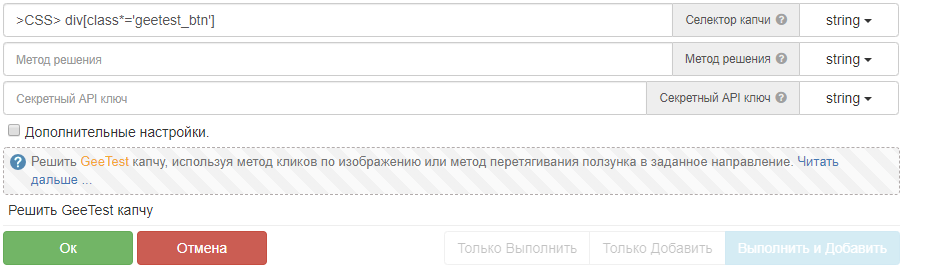 >CSS> div[class*='geetest_btn'] Селектор капчи ? string
Метод решения Метод решения ? string
Секретный API ключ Секретный API ключ ? string
Дополнительные настройки.
? Решить GeeTest капчу, используя метод кликов по изображению или метод перетягивания ползунка в заданное направление. Читать
дальше ...
Решить GeeTest капчу
Ок Отмена Только Выполнить Только Добавить Выполнить и Добавить